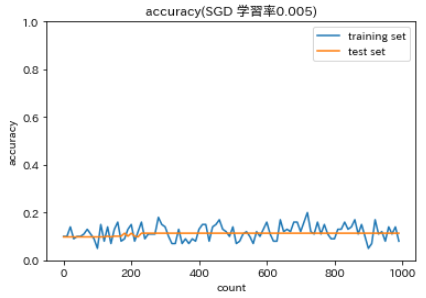 accuracy(SGD 学習率0.005)
1.0
0.8
0.6
0.4
0.2
0.0
accuracy
training set
test set
0 200 400 600 800 1000
count